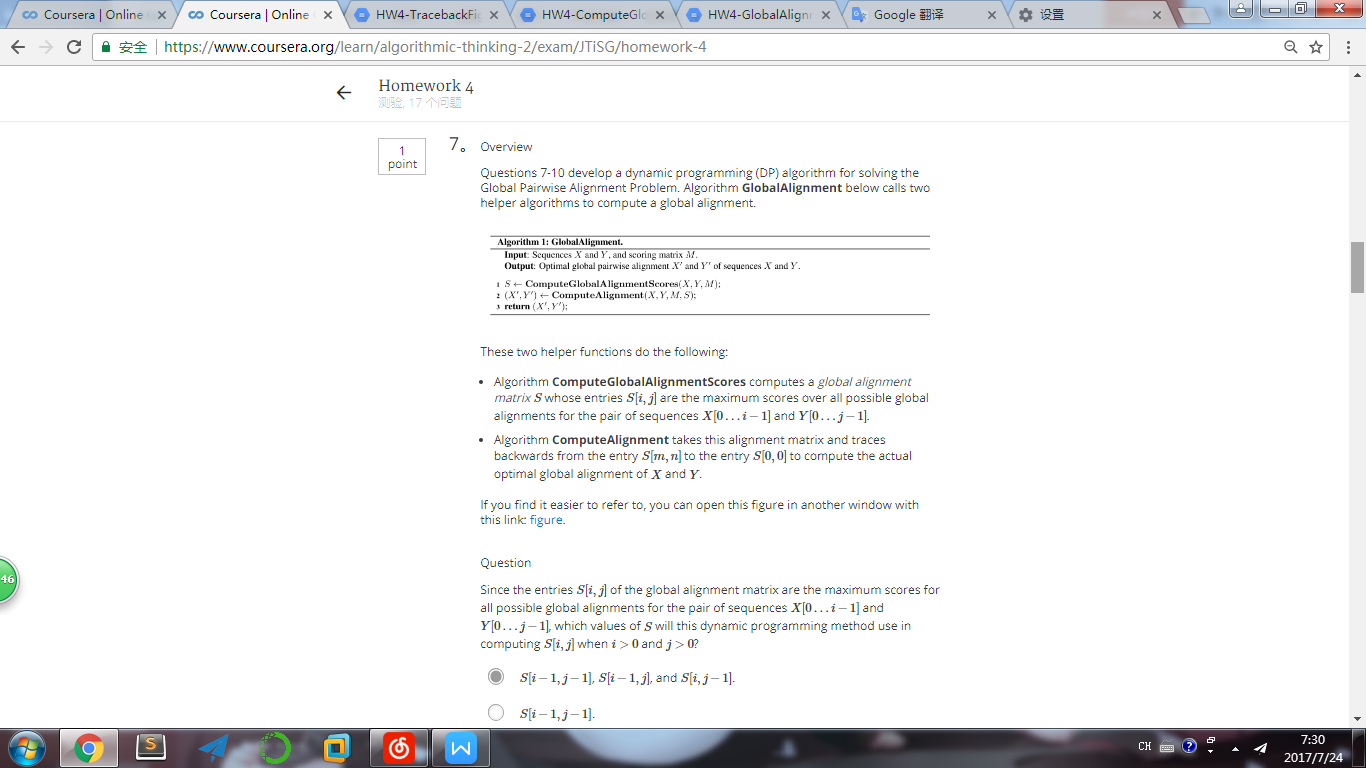 Coursera | Online
Coursera | Online
HW4-TracebackFi
HW4-ComputeGlo
HW4-GlobalAlignm
Google 翻译
设置
安全 https://www.coursera.org/learn/algorithmic-thinking-2/exam/JTiSG/homework-4
Homework 4
测验, 17 个问题
1
point
7。 Overview
Questions 7-10 develop a dynamic programming (DP) algorithm for solving the
Global Pairwise Alignment Problem. Algorithm GlobalAlignment below calls two
helper algorithms to compute a global alignment.
Algorithm 1: GlobalAlignment.
Input: Sequences X and Y, and scoring matrix M.
Output: Optimal global pairwise alignment X′ and Y′ of sequences X and Y.
1 S ← ComputeGlobalAlignmentScores(X, Y, M);
2 (X′, Y′) ← ComputeAlignment(X, Y, M, S);
3 return (X′, Y′);
These two helper functions do the following:
• Algorithm ComputeGlobalAlignmentScores computes a global alignment
matrix S whose entries S[i, j] are the maximum scores over all possible global
alignments for the pair of sequences X[0…i−1] and Y[0…j−1].
• Algorithm ComputeAlignment takes this alignment matrix and traces
backwards from the entry S[m, n] to the entry S[0, 0] to compute the actual
optimal global alignment of X and Y.
If you find it easier to refer to, you can open this figure in another window with
this link: figure.
Question
Since the entries S[i, j] of the global alignment matrix are the maximum scores for
all possible global alignments for the pair of sequences X[0…i−1] and
Y[0…j−1], which values of S will this dynamic programming method use in
computing S[i, j] when i > 0 and j > 0?
S[i−1, j−1], S[i−1, j], and S[i, j−1].
S[i−1, j−1].
46
CH
7:30
2017/7/24